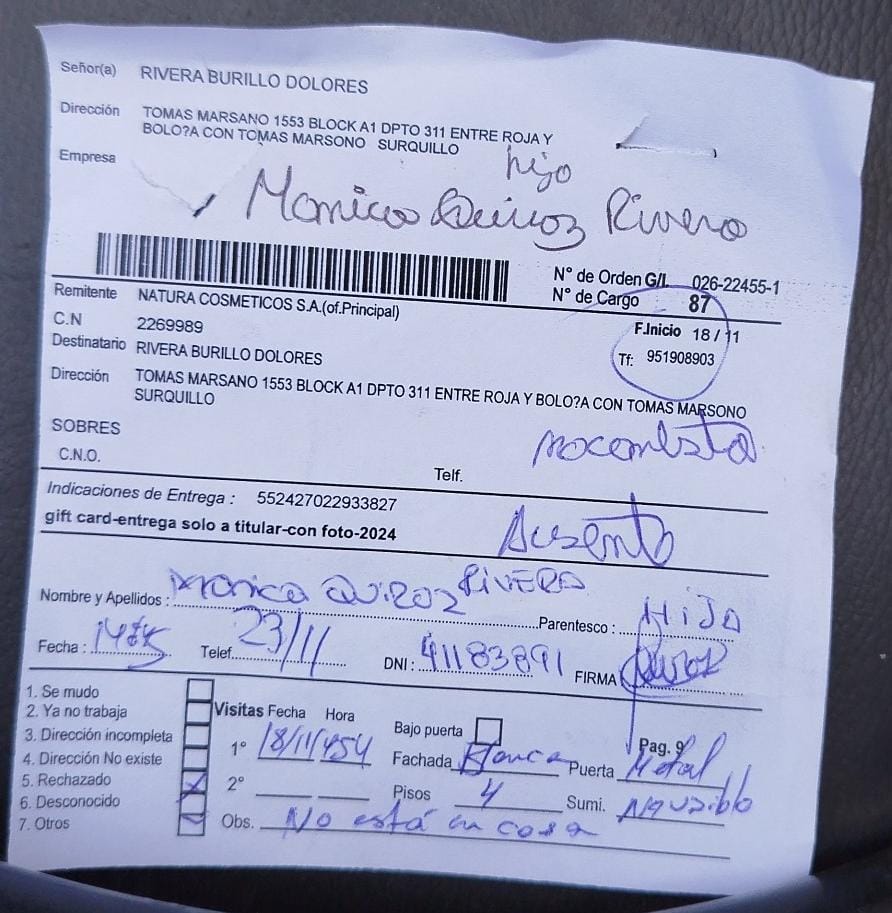 Señor(a) RIVERA BURILLO DOLORES
Dirección TOMAS MARSANO 1553 BLOCK A1 DPTO 311 ENTRE ROJA Y
BOLO?A CON TOMAS MARSONO SURQUILLO
Empresa
hijo
Monica Quiroz Rivera
N° de Orden G/L 026-22455-1
N° de Cargo 87
Remitente NATURA COSMETICOS S.A.(of.Principal)
F.Inicio 18/11
C.N 2269989
Tf: 951908903
Destinatario RIVERA BURILLO DOLORES
Dirección TOMAS MARSANO 1553 BLOCK A1 DPTO 311 ENTRE ROJA Y BOLO?A CON TOMAS MARSONO
SURQUILLO
SOBRES
nocontesta
C.N.O.
Telf.
Indicaciones de Entrega : 552427022933827
gift card-entrega solo a titular-con foto-2024
Ausento
Nombre y Apellidos : Monica QUIROZ RIVERA Parentesco : HIJA
Fecha : Telef. 23/11 DNI : 41183891 FIRMA
1. Se mudo
2. Ya no trabaja
3. Dirección incompleta
4. Dirección No existe
5. Rechazado
6. Desconocido
7. Otros
Visitas Fecha Hora
Bajo puerta
Pag. 9
1° 18/11 1454 Fachada Blanca Puerta Metal
2° Pisos 4 Sumi. No visible
Obs. No está en casa